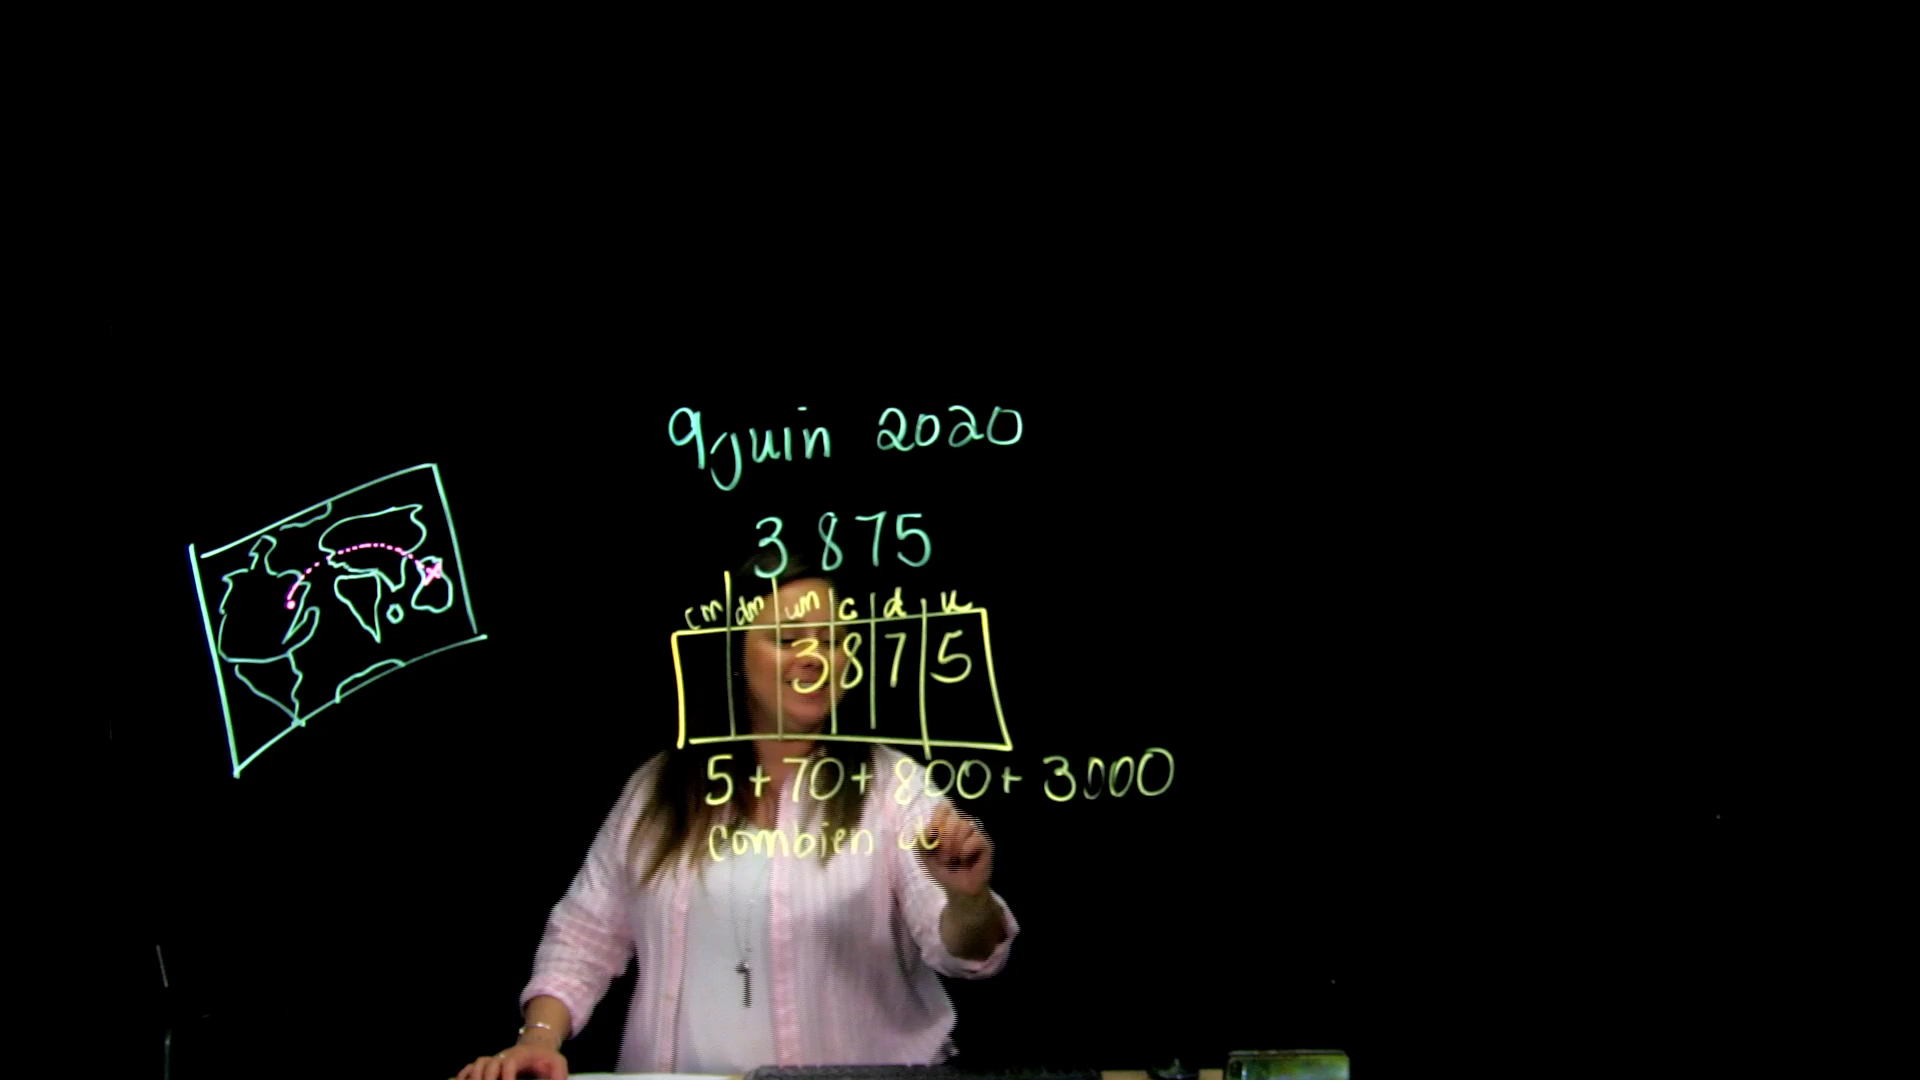 9 juin 2020
3 875
cm dm um c d u
3 8 7 5
5 + 70 + 800 + 3000
combien d